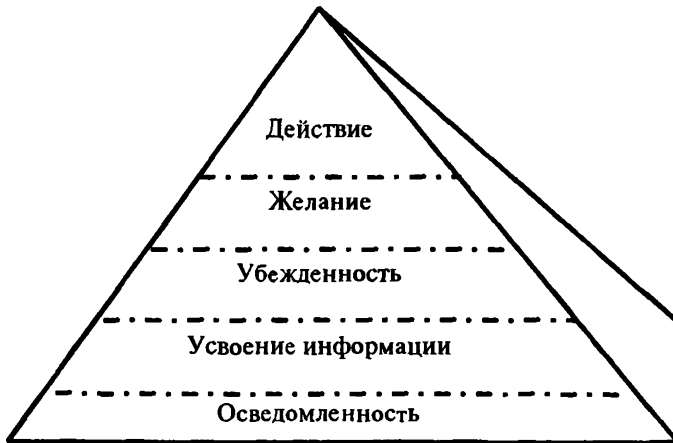 Действие
Желание
Убежденность
Усвоение информации
Осведомленность